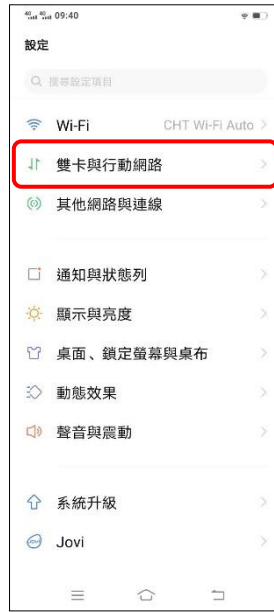 4G 4G 09:40
設定
搜尋設定項目
Wi-Fi CHT Wi-Fi Auto
雙卡與行動網路
其他網路與連線
通知與狀態列
顯示與亮度
桌面、鎖定螢幕與桌布
動態效果
聲音與震動
系統升級
Jovi